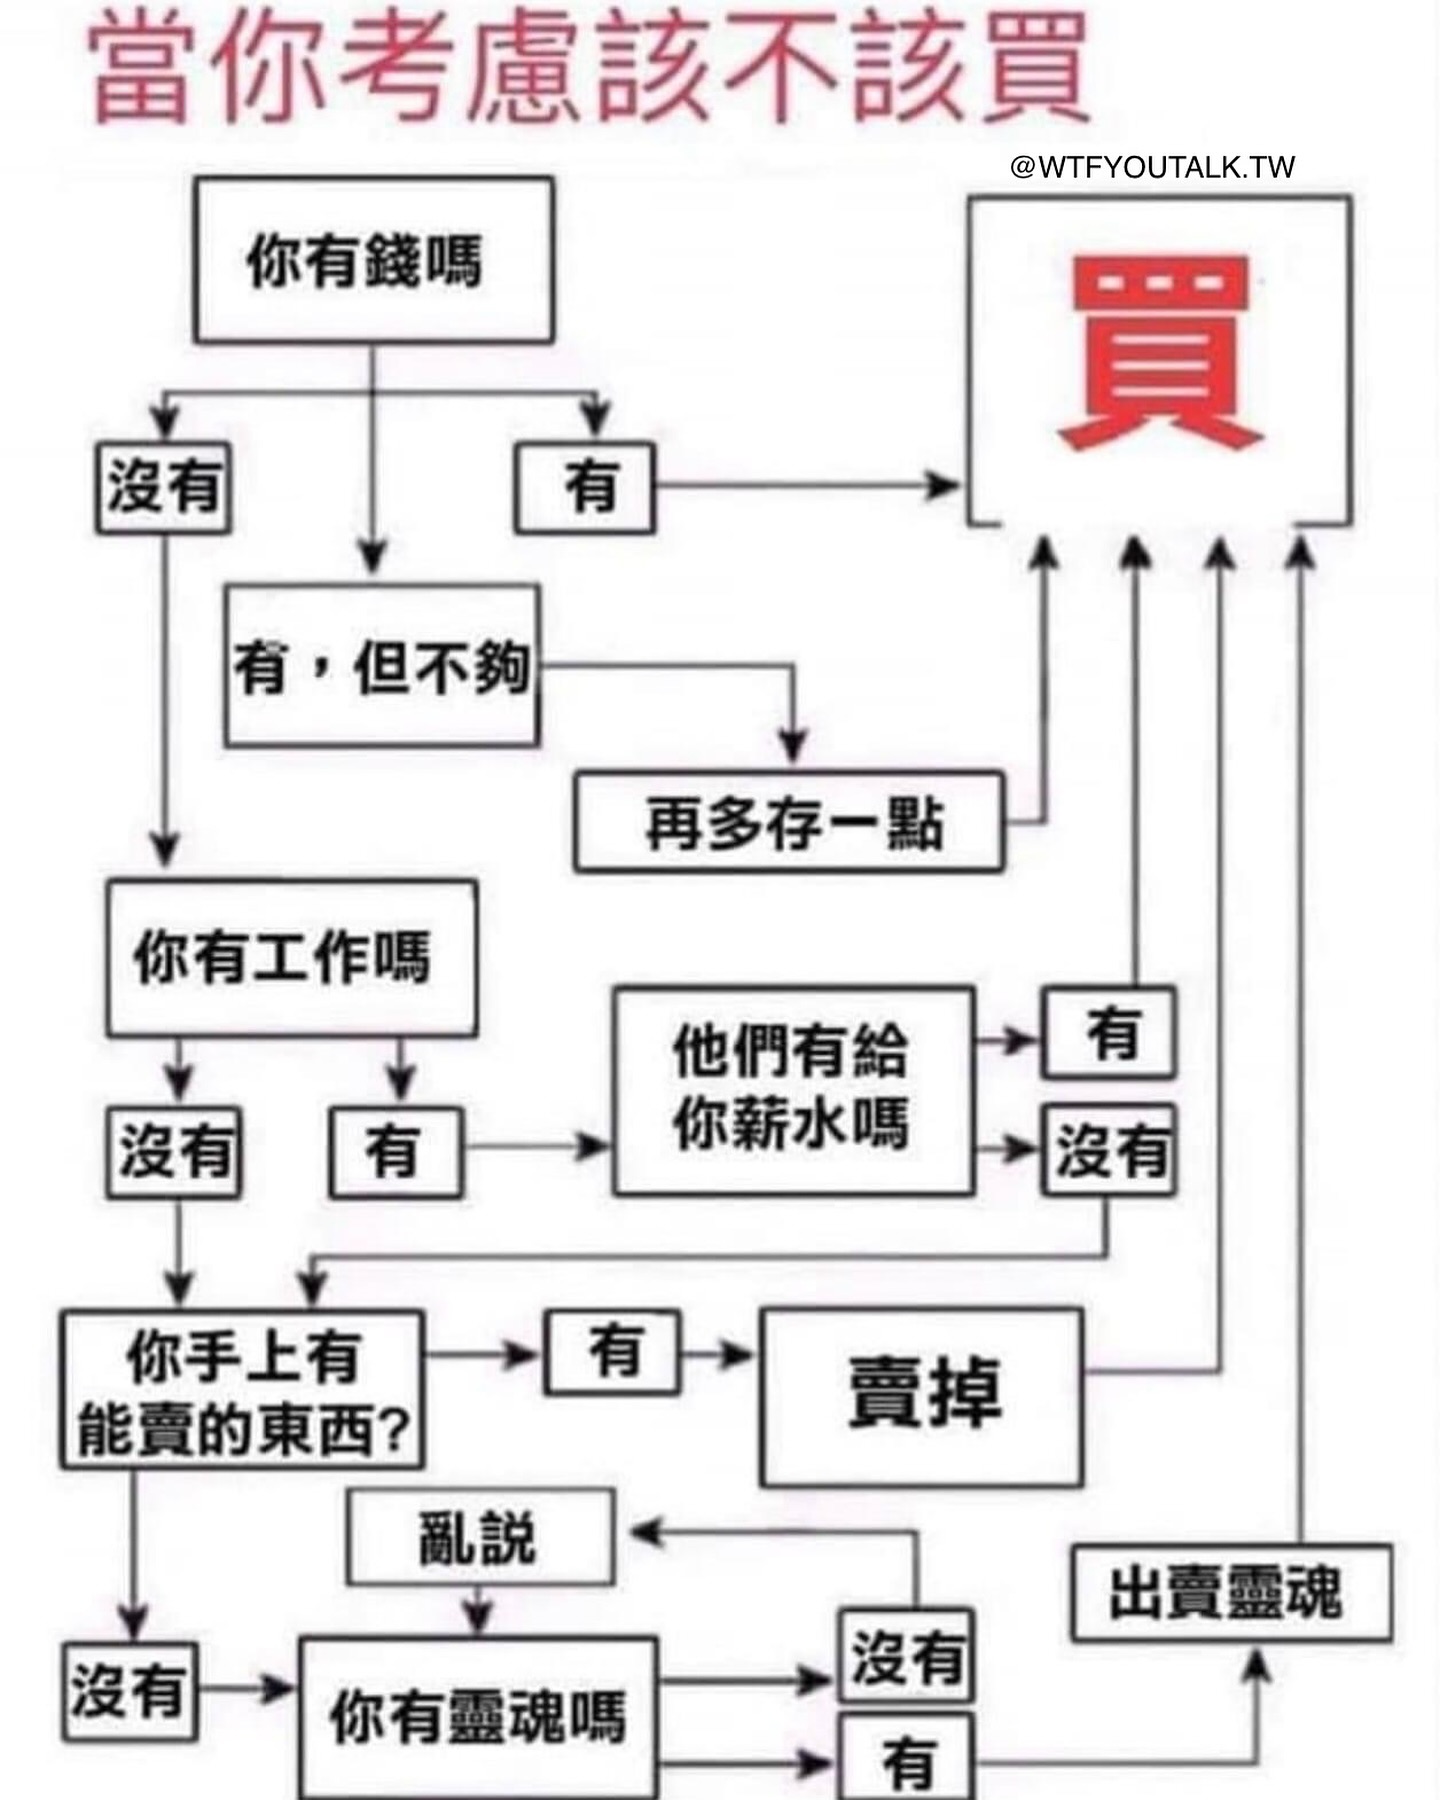 當你考慮該不該買
@WTFYOUTALK.TW
你有錢嗎
買
沒有
有
有，但不夠
再多存一點
你有工作嗎
他們有給
你薪水嗎
有
沒有
沒有
有
你手上有
能賣的東西?
有
賣掉
亂説
出賣靈魂
沒有
你有靈魂嗎
沒有
有